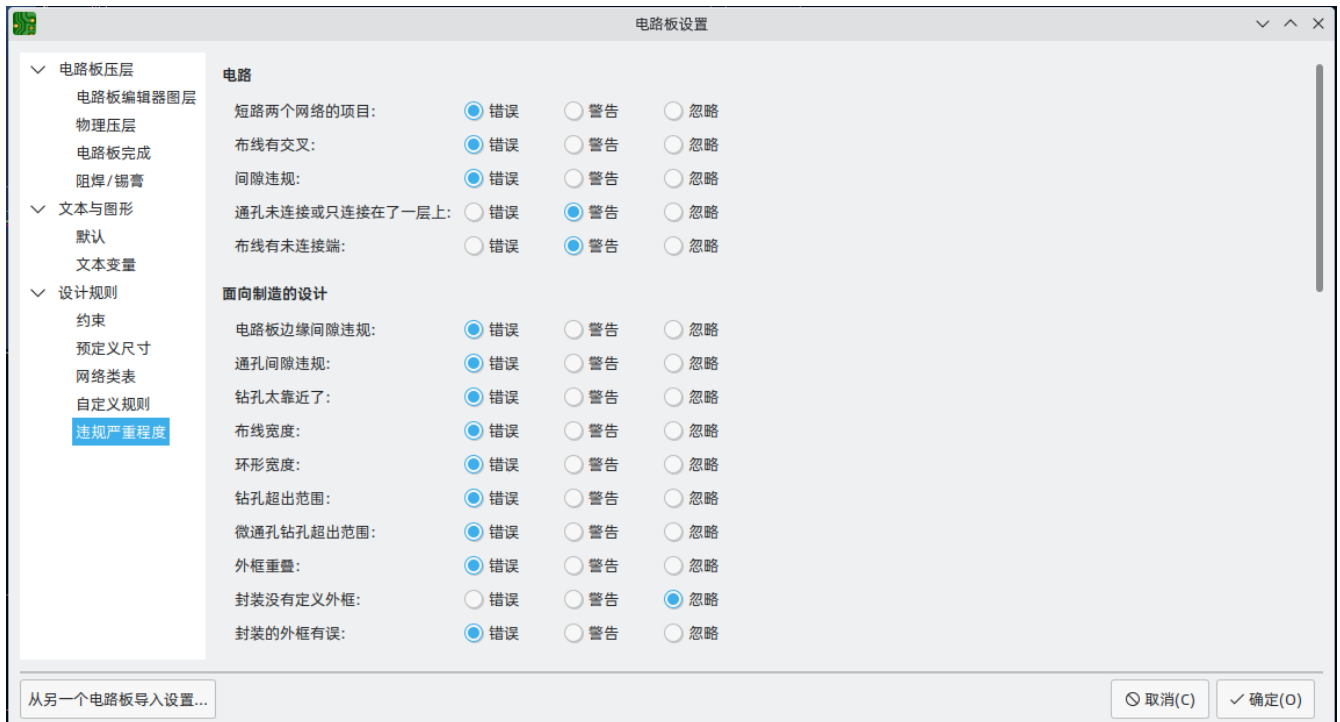 电路板设置
电路板压层
电路板编辑器图层
物理压层
电路板完成
阻焊/锡膏
文本与图形
默认
文本变量
设计规则
约束
预定义尺寸
网络类表
自定义规则
违规严重程度
电路
短路两个网络的项目: 错误 警告 忽略
布线有交叉: 错误 警告 忽略
间隙违规: 错误 警告 忽略
通孔未连接或只连接在了一层上: 错误 警告 忽略
布线有未连接端: 错误 警告 忽略
面向制造的设计
电路板边缘间隙违规: 错误 警告 忽略
通孔间隙违规: 错误 警告 忽略
钻孔太靠近了: 错误 警告 忽略
布线宽度: 错误 警告 忽略
环形宽度: 错误 警告 忽略
钻孔超出范围: 错误 警告 忽略
微通孔钻孔超出范围: 错误 警告 忽略
外框重叠: 错误 警告 忽略
封装没有定义外框: 错误 警告 忽略
封装的外框有误: 错误 警告 忽略
从另一个电路板导入设置... 取消(C) 确定(O)